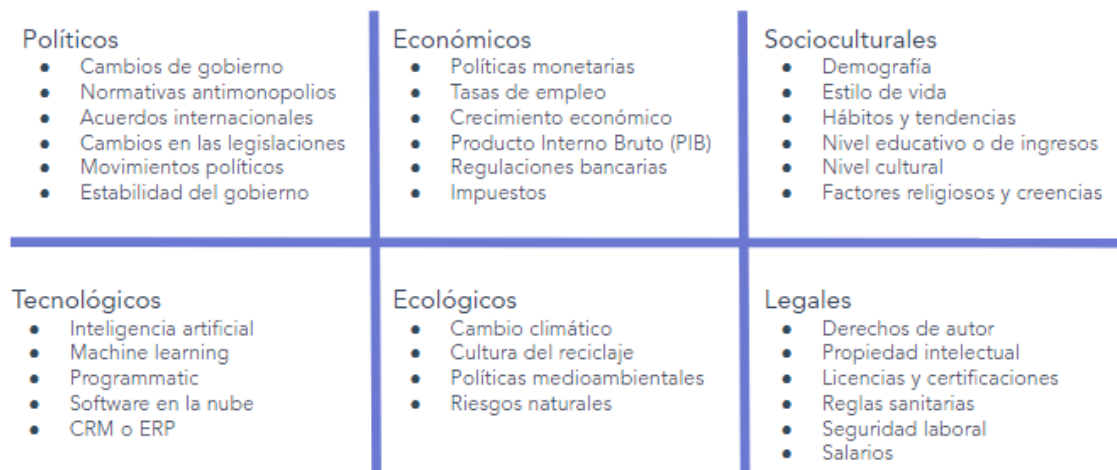 Políticos
● Cambios de gobierno
● Normativas antimonopolios
● Acuerdos internacionales
● Cambios en las legislaciones
● Movimientos políticos
● Estabilidad del gobierno
Económicos
● Políticas monetarias
● Tasas de empleo
● Crecimiento económico
● Producto Interno Bruto (PIB)
● Regulaciones bancarias
● Impuestos
Socioculturales
● Demografía
● Estilo de vida
● Hábitos y tendencias
● Nivel educativo o de ingresos
● Nivel cultural
● Factores religiosos y creencias
Tecnológicos
● Inteligencia artificial
● Machine learning
● Programmatic
● Software en la nube
● CRM o ERP
Ecológicos
● Cambio climático
● Cultura del reciclaje
● Políticas medioambientales
● Riesgos naturales
Legales
● Derechos de autor
● Propiedad intelectual
● Licencias y certificaciones
● Reglas sanitarias
● Seguridad laboral
● Salarios